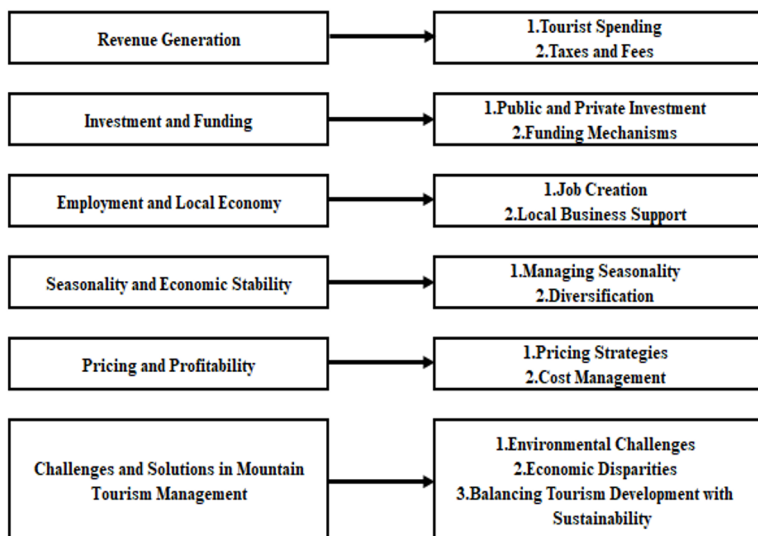 Revenue Generation
1.Tourist Spending
2.Taxes and Fees
Investment and Funding
1.Public and Private Investment
2.Funding Mechanisms
Employment and Local Economy
1.Job Creation
2.Local Business Support
Seasonality and Economic Stability
1.Managing Seasonality
2.Diversification
Pricing and Profitability
1.Pricing Strategies
2.Cost Management
Challenges and Solutions in Mountain
Tourism Management
1.Environmental Challenges
2.Economic Disparities
3.Balancing Tourism Development with
Sustainability